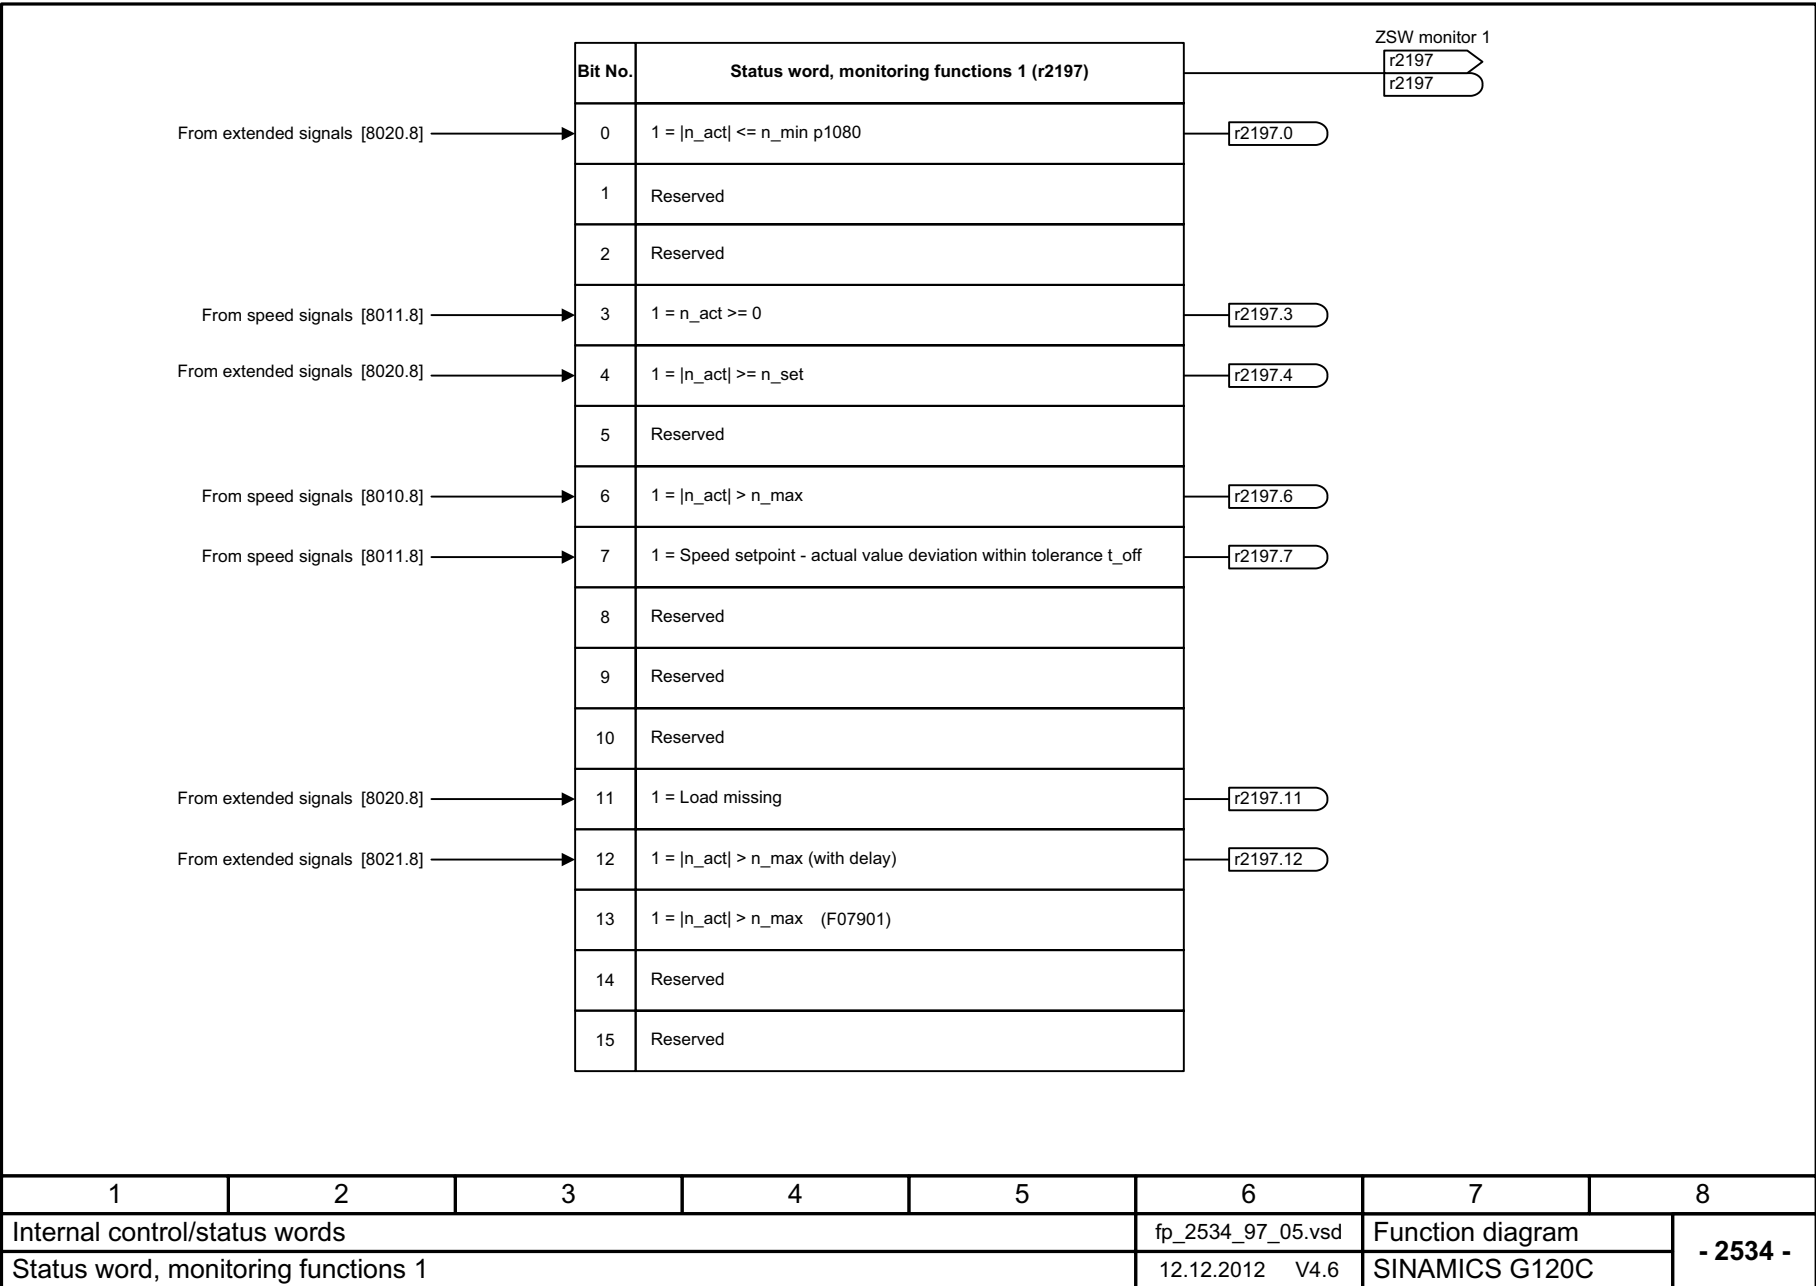 ZSW monitor 1
Bit No. Status word, monitoring functions 1 (r2197) r2197
r2197
From extended signals [8020.8] 0 1 = |n_act| <= n_min p1080 r2197.0
1 Reserved
2 Reserved
From speed signals [8011.8] 3 1 = n_act >= 0 r2197.3
From extended signals [8020.8] 4 1 = |n_act| >= n_set r2197.4
5 Reserved
From speed signals [8010.8] 6 1 = |n_act| > n_max r2197.6
From speed signals [8011.8] 7 1 = Speed setpoint - actual value deviation within tolerance t_off r2197.7
8 Reserved
9 Reserved
10 Reserved
From extended signals [8020.8] 11 1 = Load missing r2197.11
From extended signals [8021.8] 12 1 = |n_act| > n_max (with delay) r2197.12
13 1 = |n_act| > n_max (F07901)
14 Reserved
15 Reserved
1 2 3 4 5 6 7 8
Internal control/status words fp_2534_97_05.vsd Function diagram - 2534 -
Status word, monitoring functions 1 12.12.2012 V4.6 SINAMICS G120C